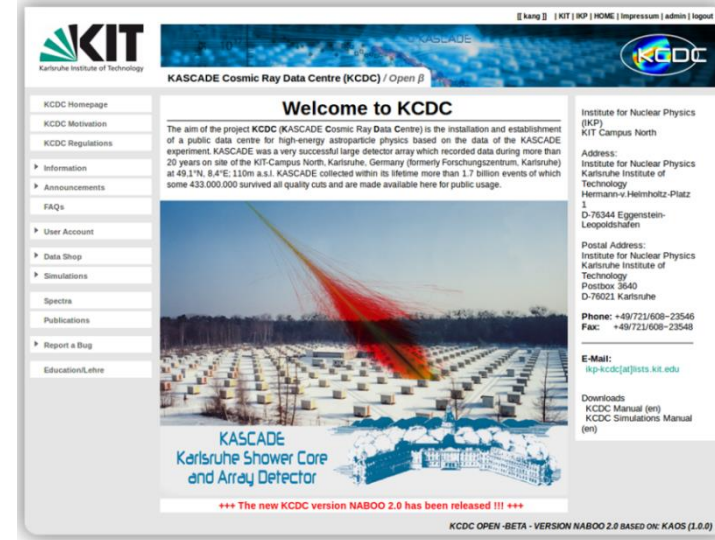 [[ kang ]] | KIT | IKP | HOME | Impressum | admin | logout
KIT
Karlsruhe Institute of Technology
KASCADE
KCDC
KASCADE Cosmic Ray Data Centre (KCDC) / Open β
KCDC Homepage
KCDC Motivation
KCDC Regulations
Information
Announcements
FAQs
User Account
Data Shop
Simulations
Spectra
Publications
Report a Bug
Education/Lehre
Welcome to KCDC
The aim of the project KCDC (KASCADE Cosmic Ray Data Centre) is the installation and establishment
of a public data centre for high-energy astroparticle physics based on the data of the KASCADE
experiment. KASCADE was a very successful large detector array which recorded data during more than
20 years on site of the KIT-Campus North, Karlsruhe, Germany (formerly Forschungszentrum, Karlsruhe)
at 49,1°N, 8,4°E; 110m a.s.l. KASCADE collected within its lifetime more than 1.7 billion events of which
some 433.000.000 survived all quality cuts and are made available here for public usage.
KASCADE
Karlsruhe Shower Core
and Array Detector
+++ The new KCDC version NABOO 2.0 has been released !!! +++
Institute for Nuclear Physics
(IKP)
KIT Campus North
Address:
Institute for Nuclear Physics
Karlsruhe Institute of
Technology
Hermann-v.Helmholtz-Platz
1
D-76344 Eggenstein-
Leopoldshafen
Postal Address:
Institute for Nuclear Physics
Karlsruhe Institute of
Technology
Postbox 3640
D-76021 Karlsruhe
Phone: +49/721/608−23546
Fax: +49/721/608−23548
E-Mail:
ikp-kcdc[at]lists.kit.edu
Downloads
KCDC Manual (en)
KCDC Simulations Manual
(en)
KCDC OPEN -BETA - VERSION NABOO 2.0 BASED ON: KAOS (1.0.0)